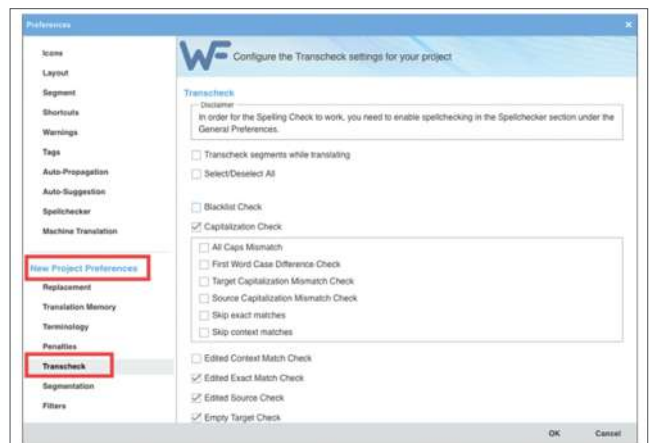 Preferences
Icons
Layout
Segment
Shortcuts
Warnings
Tags
Auto-Propagation
Auto-Suggestion
Spellchecker
Machine Translation
New Project Preferences
Replacement
Translation Memory
Terminology
Penalties
Transcheck
Segmentation
Filters
WF
Configure the Transcheck settings for your project
Transcheck
Disclaimer
In order for the Spelling Check to work, you need to enable spellchecking in the Spellchecker section under the
General Preferences.
Transcheck segments while translating
Select/Deselect All
Blacklist Check
Capitalization Check
All Caps Mismatch
First Word Case Difference Check
Target Capitalization Mismatch Check
Source Capitalization Mismatch Check
Skip exact matches
Skip context matches
Edited Context Match Check
Edited Exact Match Check
Edited Source Check
Empty Target Check
OK Cancel